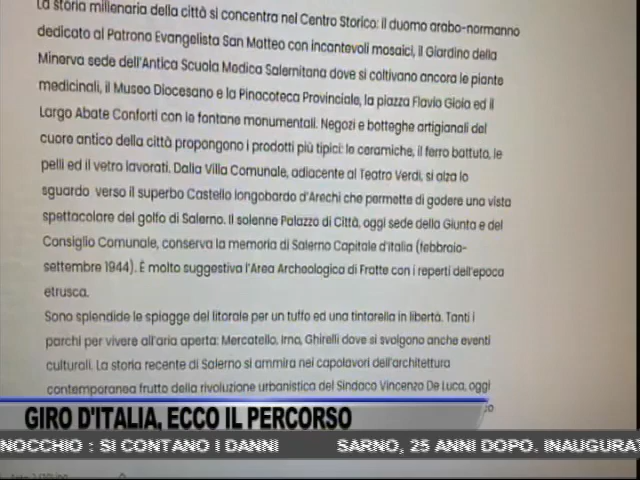 La storia millenaria della città si concentra nel Centro Storico: il duomo arabo-normanno
dedicato al Patrono Evangelista San Matteo con incantevoli mosaici, il Giardino della
Minerva sede dell'Antica Scuola Medica Salernitana dove si coltivano ancora le piante
medicinali, il Museo Diocesano e la Pinacoteca Provinciale, la piazza Flavio Gioia ed il
Largo Abate Conforti con le fontane monumentali. Negozi e botteghe artigianali del
cuore antico della città propongono i prodotti più tipici: le ceramiche, il ferro battuto, le
pelli ed il vetro lavorati. Dalla Villa Comunale, adiacente al Teatro Verdi, si alza lo
sguardo verso il superbo Castello longobardo d'Arechi che permette di godere una vista
spettacolare del golfo di Salerno. Il solenne Palazzo di Città, oggi sede della Giunta e del
Consiglio Comunale, conserva la memoria di Salerno Capitale d'Italia (febbraio-
settembre 1944). È molto suggestiva l'Area Archeologica di Fratte con i reperti dell'epoca
etrusca.
Sono splendide le spiagge del litorale per un tuffo ed una tintarella in libertà. Tanti i
parchi per vivere all'aria aperta: Mercatello, Irno, Ghirelli dove si svolgono anche eventi
culturali. La storia recente di Salerno si ammira nei capolavori dell'architettura
contemporanea frutto della rivoluzione urbanistica del Sindaco Vincenzo De Luca, oggi
GIRO D'ITALIA, ECCO IL PERCORSO
NOCCHIO : SI CONTANO I DANNI SARNO, 25 ANNI DOPO. INAUGURAT